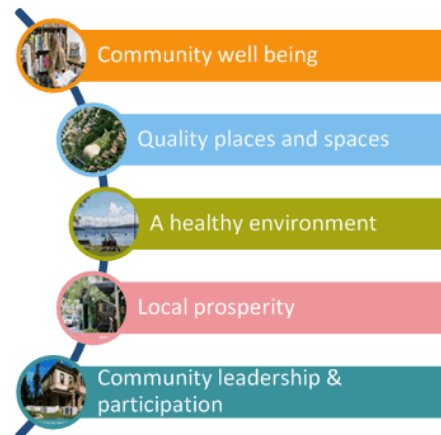 Community well being
Quality places and spaces
A healthy environment
Local prosperity
Community leadership &
participation